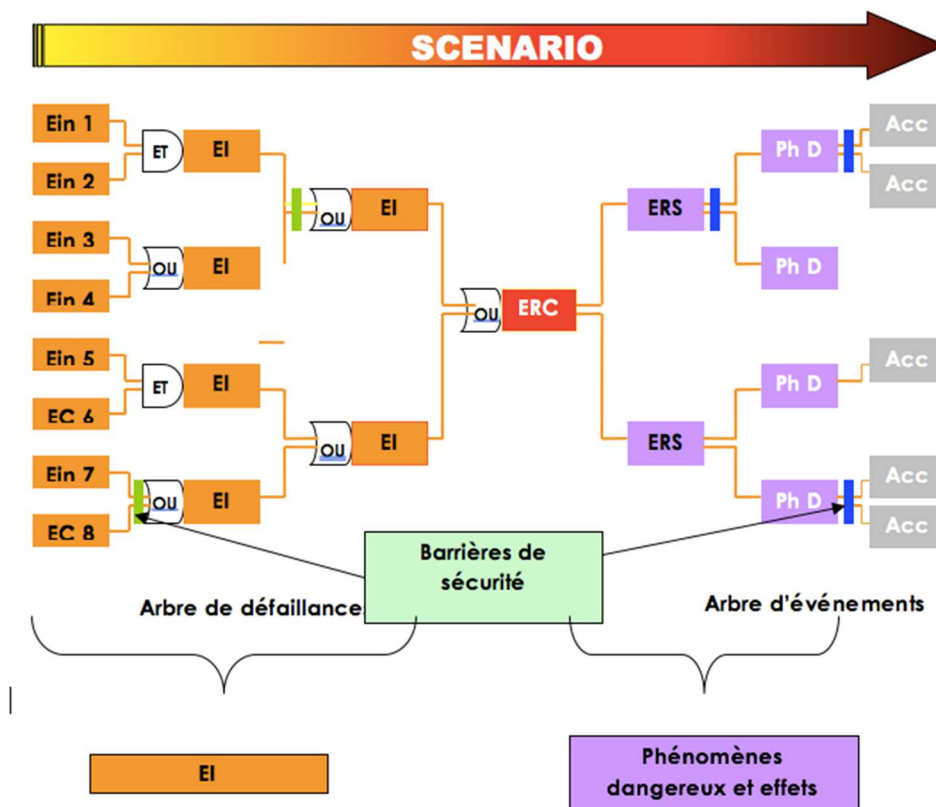 SCENARIO
Ein 1
Ein 2
Ein 3
Ein 4
Ein 5
EC 6
Ein 7
EC 8
ET
OU
ET
OU
EI
EI
EI
EI
OU
OU
EI
EI
OU
ERC
ERS
ERS
Ph D
Ph D
Ph D
Ph D
Acc
Acc
Acc
Acc
Acc
Barrières de
sécurité
Arbre de défaillances
Arbre d'événements
EI
Phénomènes
dangereux et effets